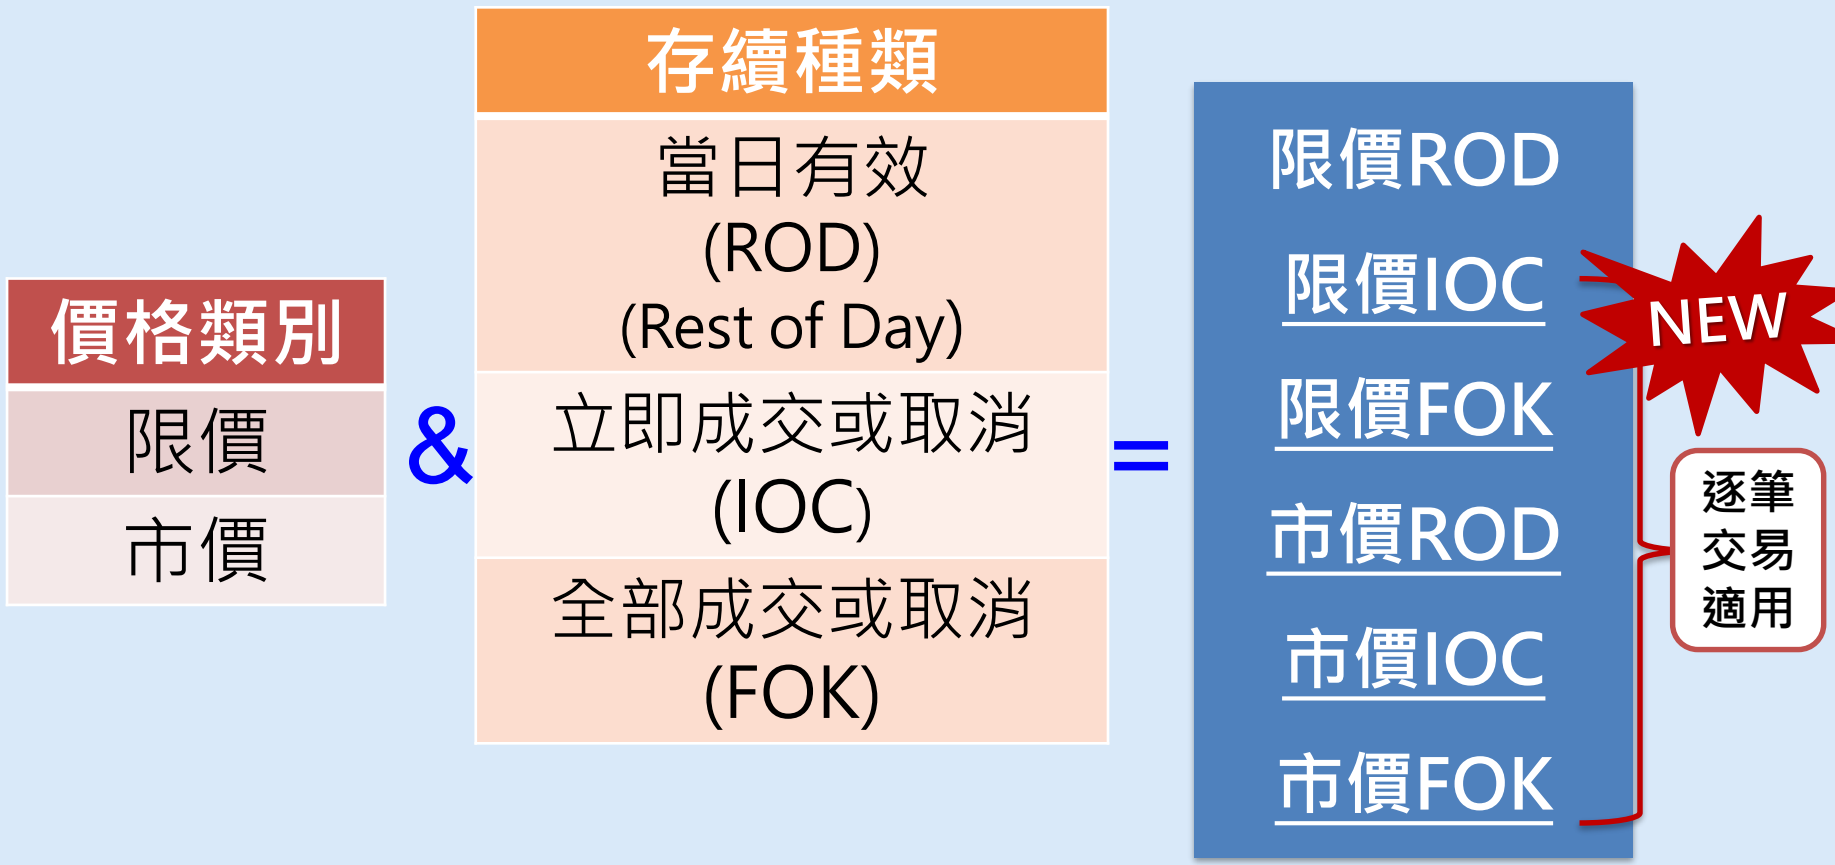 價格類別
限價
市價
&
存續種類
當日有效
(ROD)
(Rest of Day)
立即成交或取消
(IOC)
全部成交或取消
(FOK)
=
限價ROD
限價IOC
限價FOK
市價ROD
市價IOC
市價FOK
NEW
逐筆
交易
適用